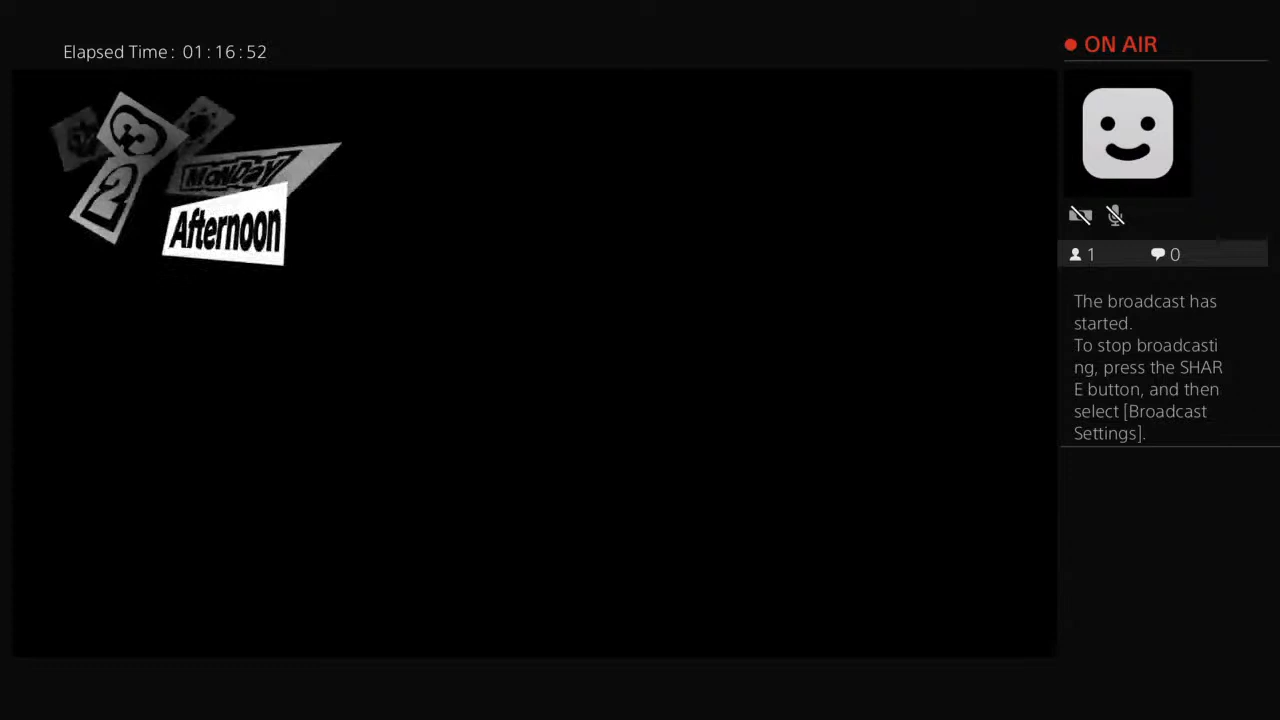 Elapsed Time: 01:16:52
ON AIR
3
2
MONDAY
Afternoon
1
0
The broadcast has
started.
To stop broadcasti
ng, press the SHAR
E button, and then
select [Broadcast
Settings].